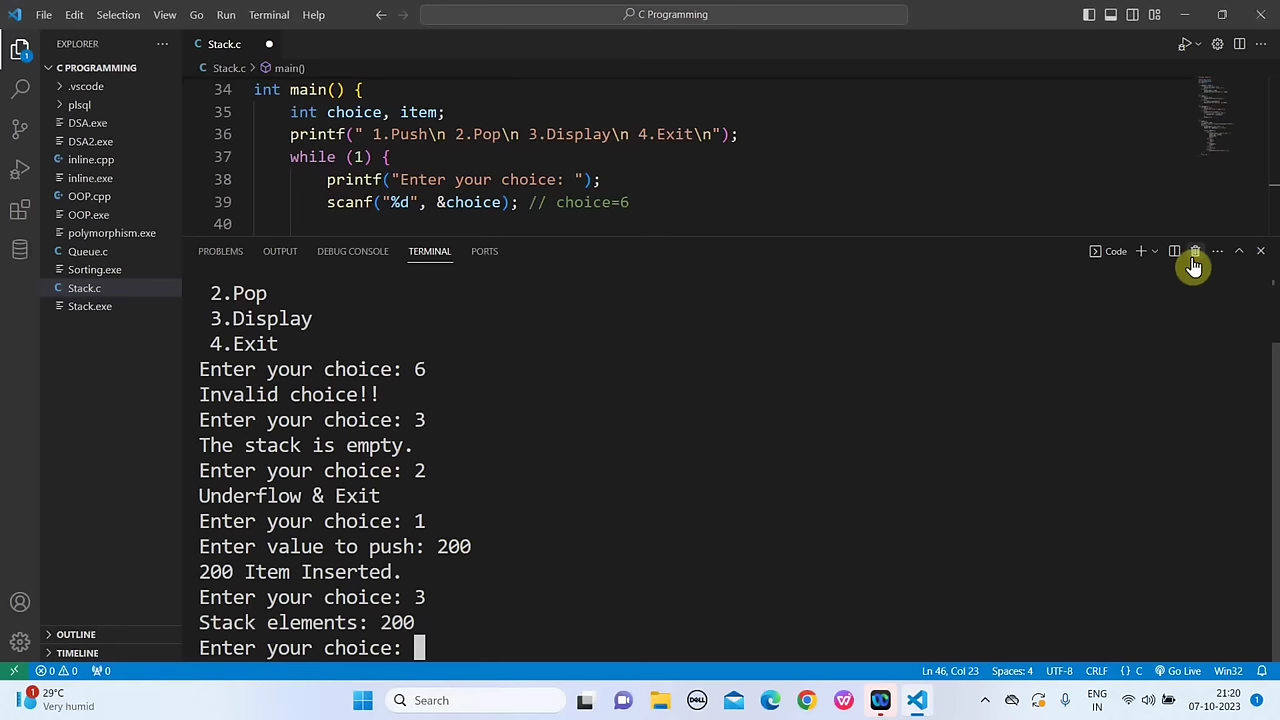 File Edit Selection View Go Run Terminal Help
C Programming
EXPLORER
C Stack.c
1
C PROGRAMMING
C Stack.c > main()
.vscode
plsql
DSA.exe
DSA2.exe
inline.cpp
inline.exe
OOP.cpp
OOP.exe
polymorphism.exe
C Queue.c
Sorting.exe
C Stack.c
Stack.exe
34 int main() {
35 int choice, item;
36 printf(" 1.Push\n 2.Pop\n 3.Display\n 4.Exit\n");
37 while (1) {
38 printf("Enter your choice: ");
39 scanf("%d", &choice); // choice=6
40
PROBLEMS OUTPUT DEBUG CONSOLE TERMINAL PORTS
Code
2.Pop
3.Display
4.Exit
Enter your choice: 6
Invalid choice!!
Enter your choice: 3
The stack is empty.
Enter your choice: 2
Underflow & Exit
Enter your choice: 1
Enter value to push: 200
200 Item Inserted.
Enter your choice: 3
Stack elements: 200
Enter your choice:
OUTLINE
TIMELINE
0 0 0
Ln 46, Col 23 Spaces: 4 UTF-8 CRLF {} C Go Live Win32
1
29°C
Very humid
Search
DELL
ENG
IN
21:20
07-10-2023
1